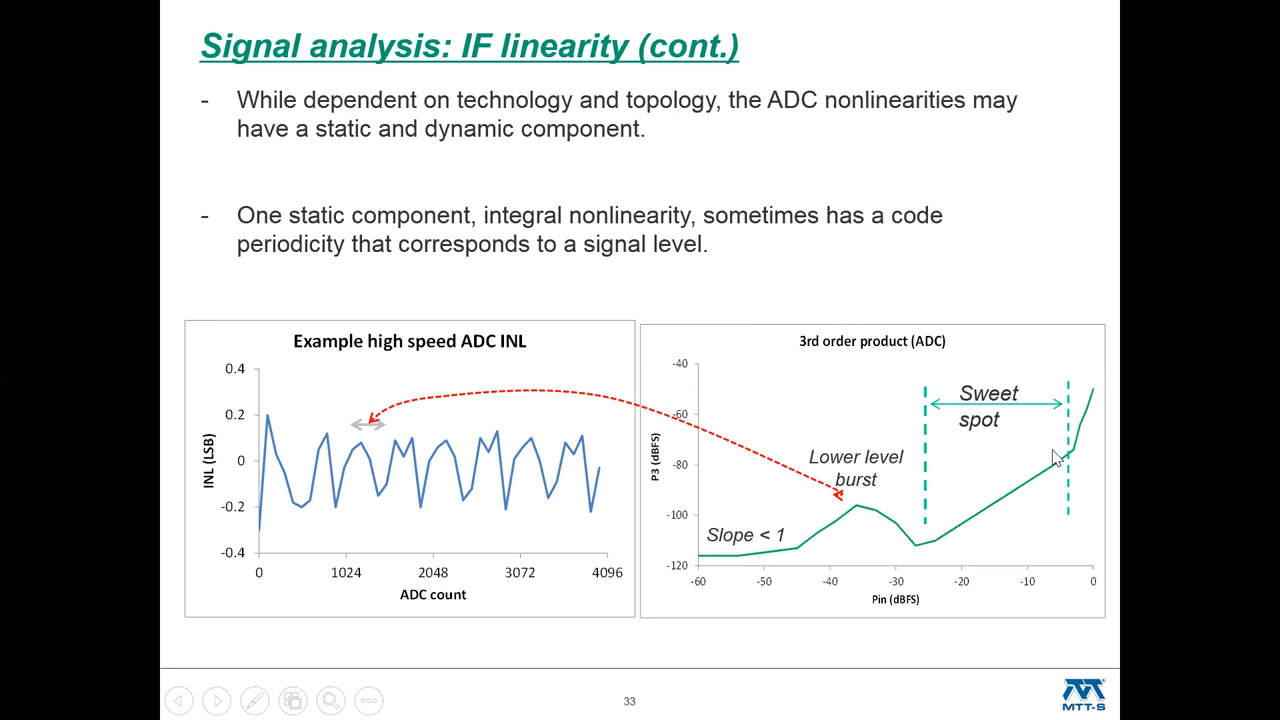 Signal analysis: IF linearity (cont.)
- While dependent on technology and topology, the ADC nonlinearities may
have a static and dynamic component.
- One static component, integral nonlinearity, sometimes has a code
periodicity that corresponds to a signal level.
Example high speed ADC INL
0.4
0.2
0
-0.2
-0.4
INL (LSB)
0 1024 2048 3072 4096
ADC count
3rd order product (ADC)
-40
-60
-80
-100
-120
P3 (dBFS)
Sweet
spot
Lower level
burst
Slope < 1
-60 -50 -40 -30 -20 -10 0
Pin (dBFS)
33
MTT-S